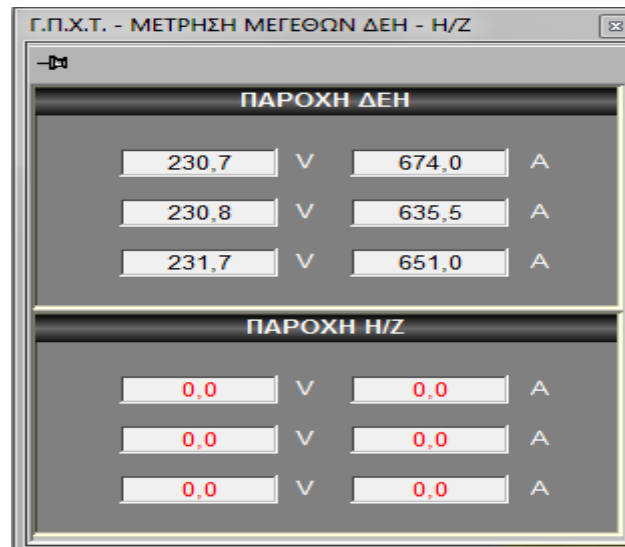 Γ.Π.Χ.Τ. - ΜΕΤΡΗΣΗ ΜΕΓΕΘΩΝ ΔΕΗ - Η/Ζ
ΠΑΡΟΧΗ ΔΕΗ
230,7 V 674,0 A
230,8 V 635,5 A
231,7 V 651,0 A
ΠΑΡΟΧΗ Η/Ζ
0,0 V 0,0 A
0,0 V 0,0 A
0,0 V 0,0 A